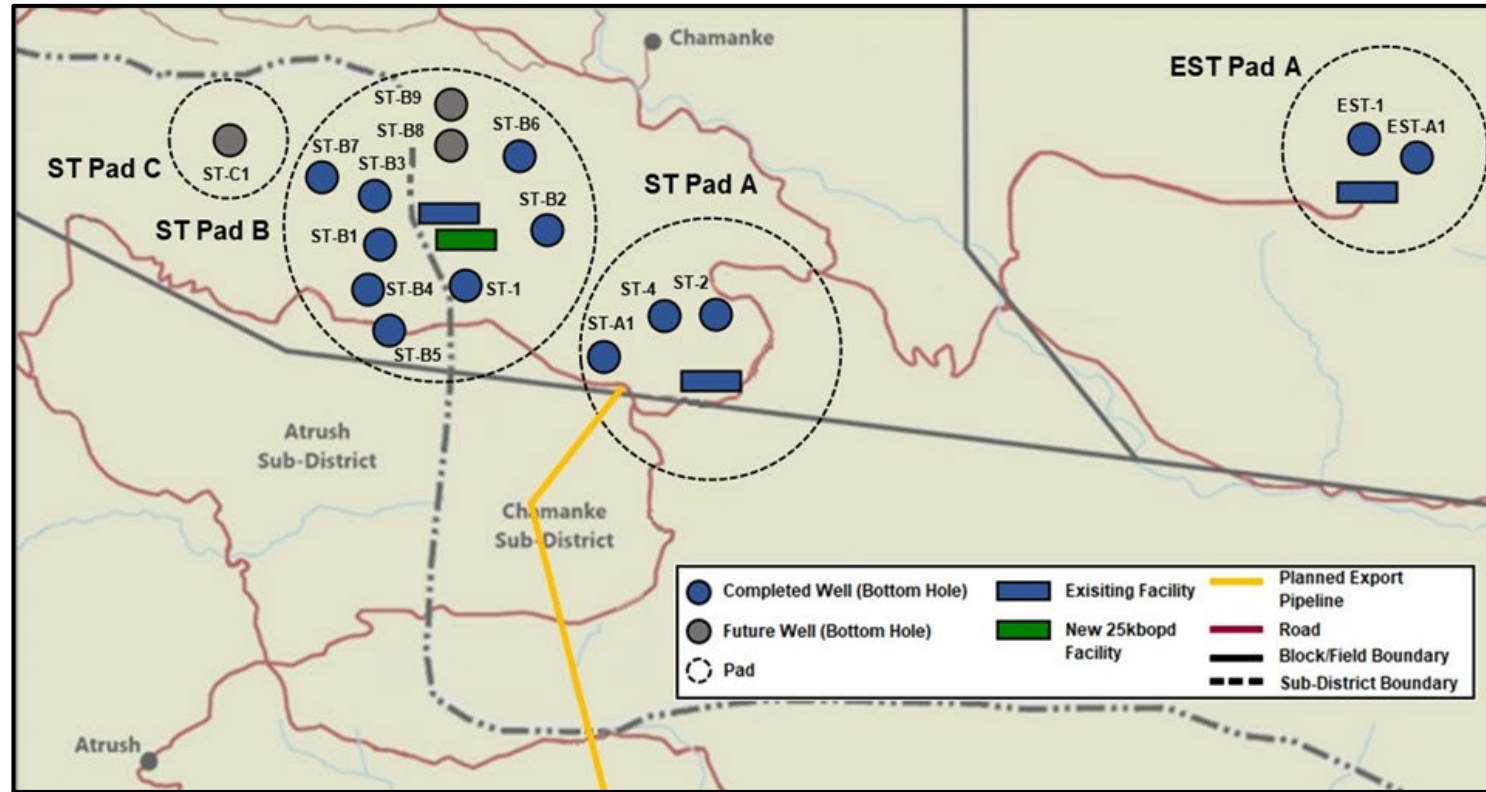 Chamanke
EST Pad A
ST-B9
EST-1
ST-B8
ST-B6
EST-A1
ST-B7
ST-B3
ST-C1
ST Pad C
ST Pad A
ST-B2
ST Pad B
ST-B1
ST-B4
ST-1
ST-4
ST-2
ST-A1
ST-B5
Atrush
Sub-District
Chamanke
Sub-District
Completed Well (Bottom Hole)
Future Well (Bottom Hole)
Pad
Exisiting Facility
New 25kbopd
Facility
Planned Export
Pipeline
Road
Block/Field Boundary
Sub-District Boundary
Atrush